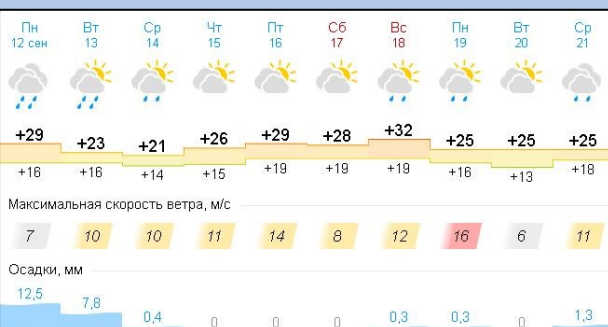 Пн Вт Ср Чт Пт Сб Вс Пн Вт Ср
12 сен 13 14 15 16 17 18 19 20 21
+29 +23 +21 +26 +29 +28 +32 +25 +25 +25
+16 +16 +14 +15 +19 +19 +19 +16 +13 +18
Максимальная скорость ветра, м/с
7 10 10 11 14 8 12 16 6 11
Осадки, мм
12,5 7,8 0,4 0 0 0 0,3 0,3 0 1,3